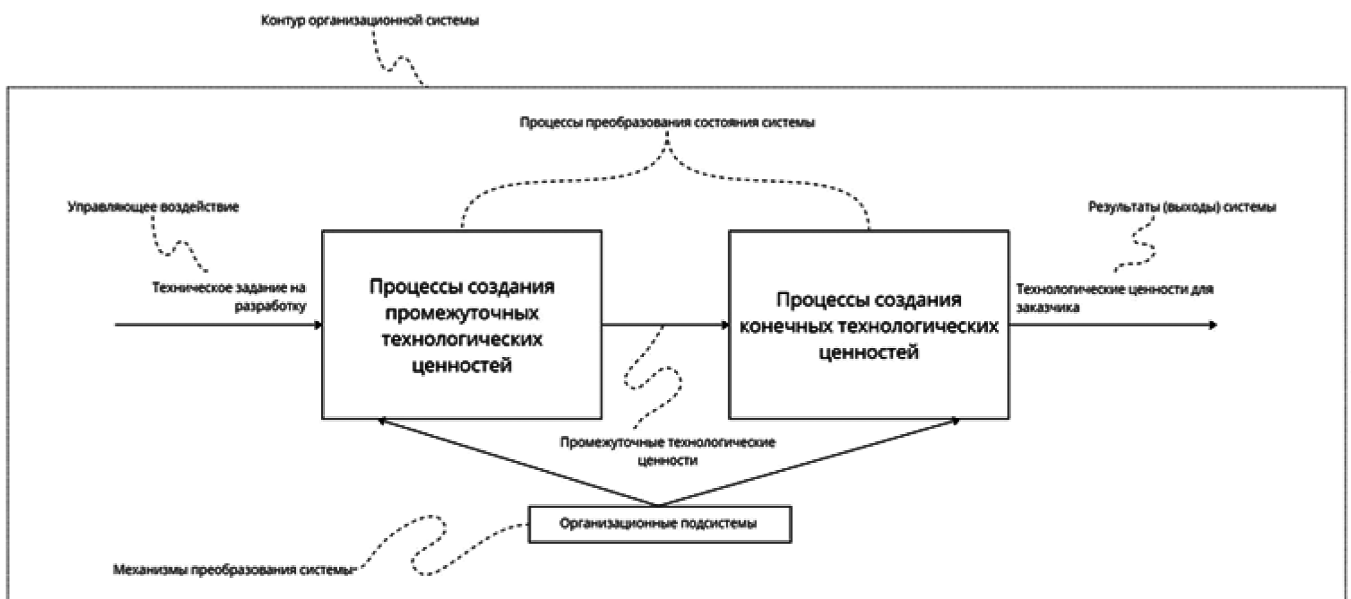 Контур организационной системы
Процессы преобразования состояния системы
Управляющее воздействие
Результаты (выходы) системы
Техническое задание на
разработку
Процессы создания
промежуточных
технологических
ценностей
Процессы создания
конечных технологических
ценностей
Технологические ценности для
заказчика
Промежуточные технологические
ценности
Организационные подсистемы
Механизмы преобразования системы